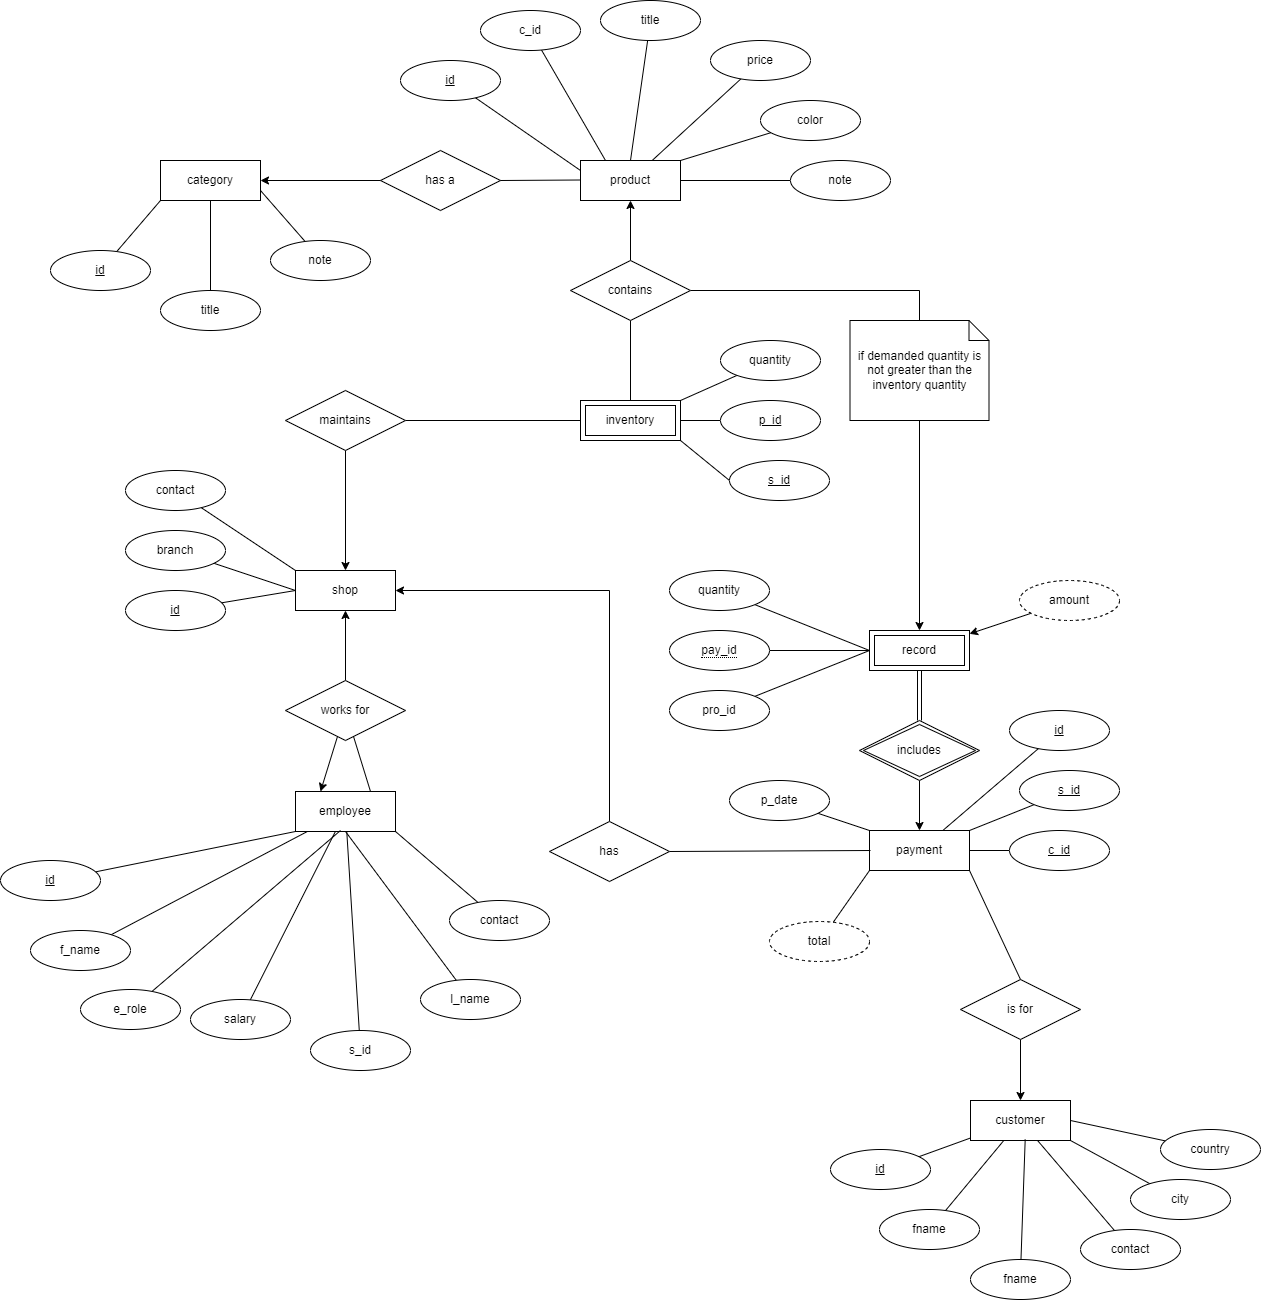 title
c_id
price
id
color
category
has a
product
note
note
id
title
contains
if demanded quantity is
not greater than the
inventory quantity
quantity
maintains
inventory
p_id
s_id
contact
branch
id
shop
quantity
amount
pay_id
record
pro_id
works for
includes
id
s_id
p_date
employee
has
payment
c_id
id
contact
f_name
total
l_name
e_role
salary
s_id
is for
customer
country
id
city
fname
contact
fname